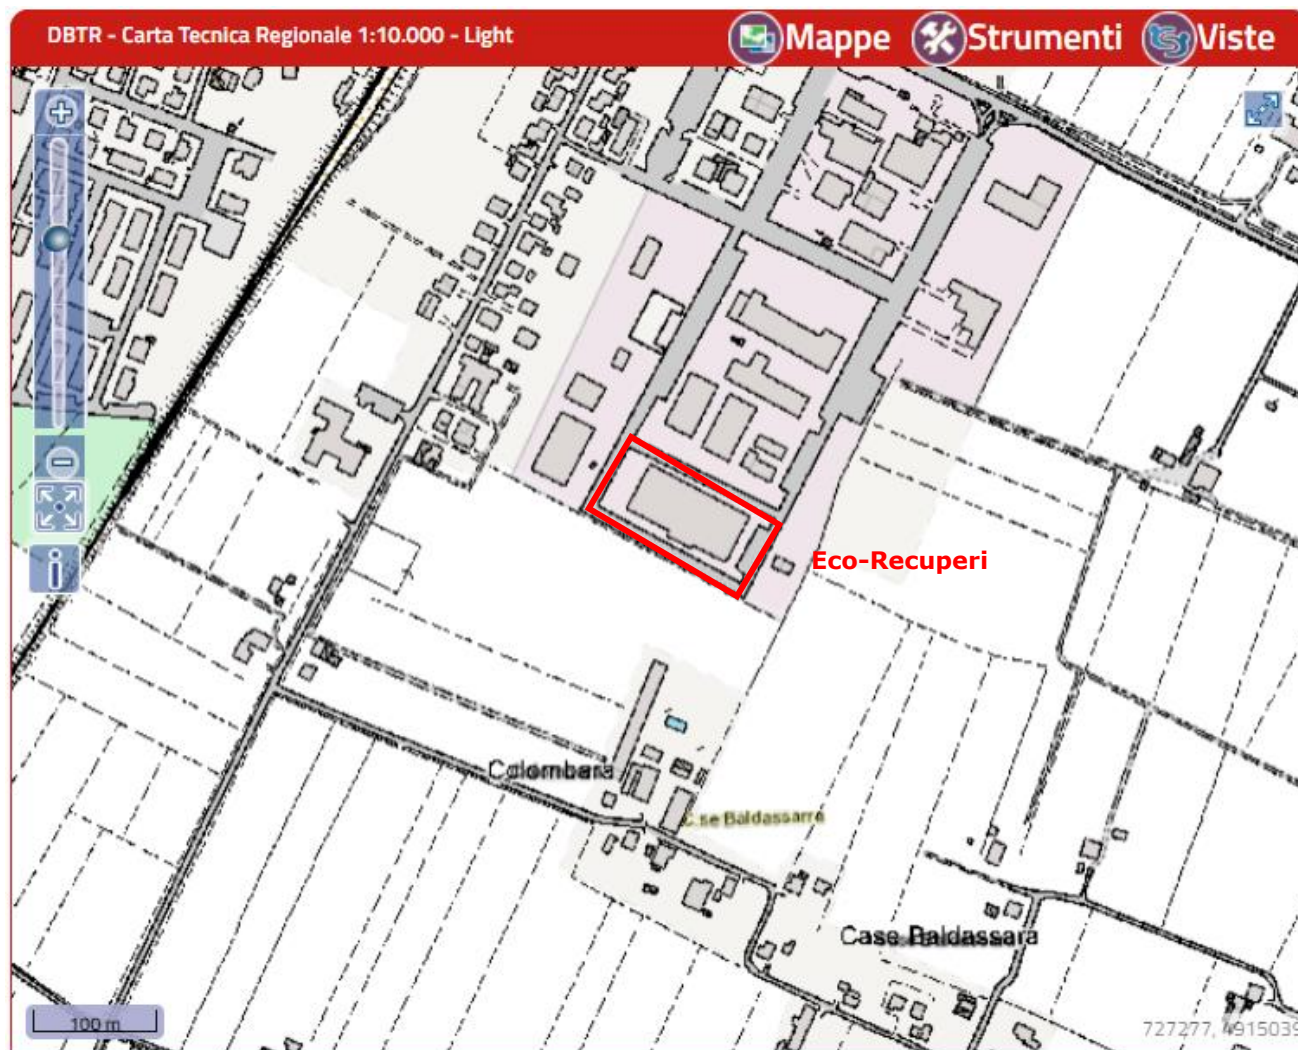 DBTR - Carta Tecnica Regionale 1:10.000 - Light
Mappe
Strumenti
Viste
Eco-Recuperi
Colombara
C.se Baldassarre
Case Baldassara
100 m
727277, 4915039